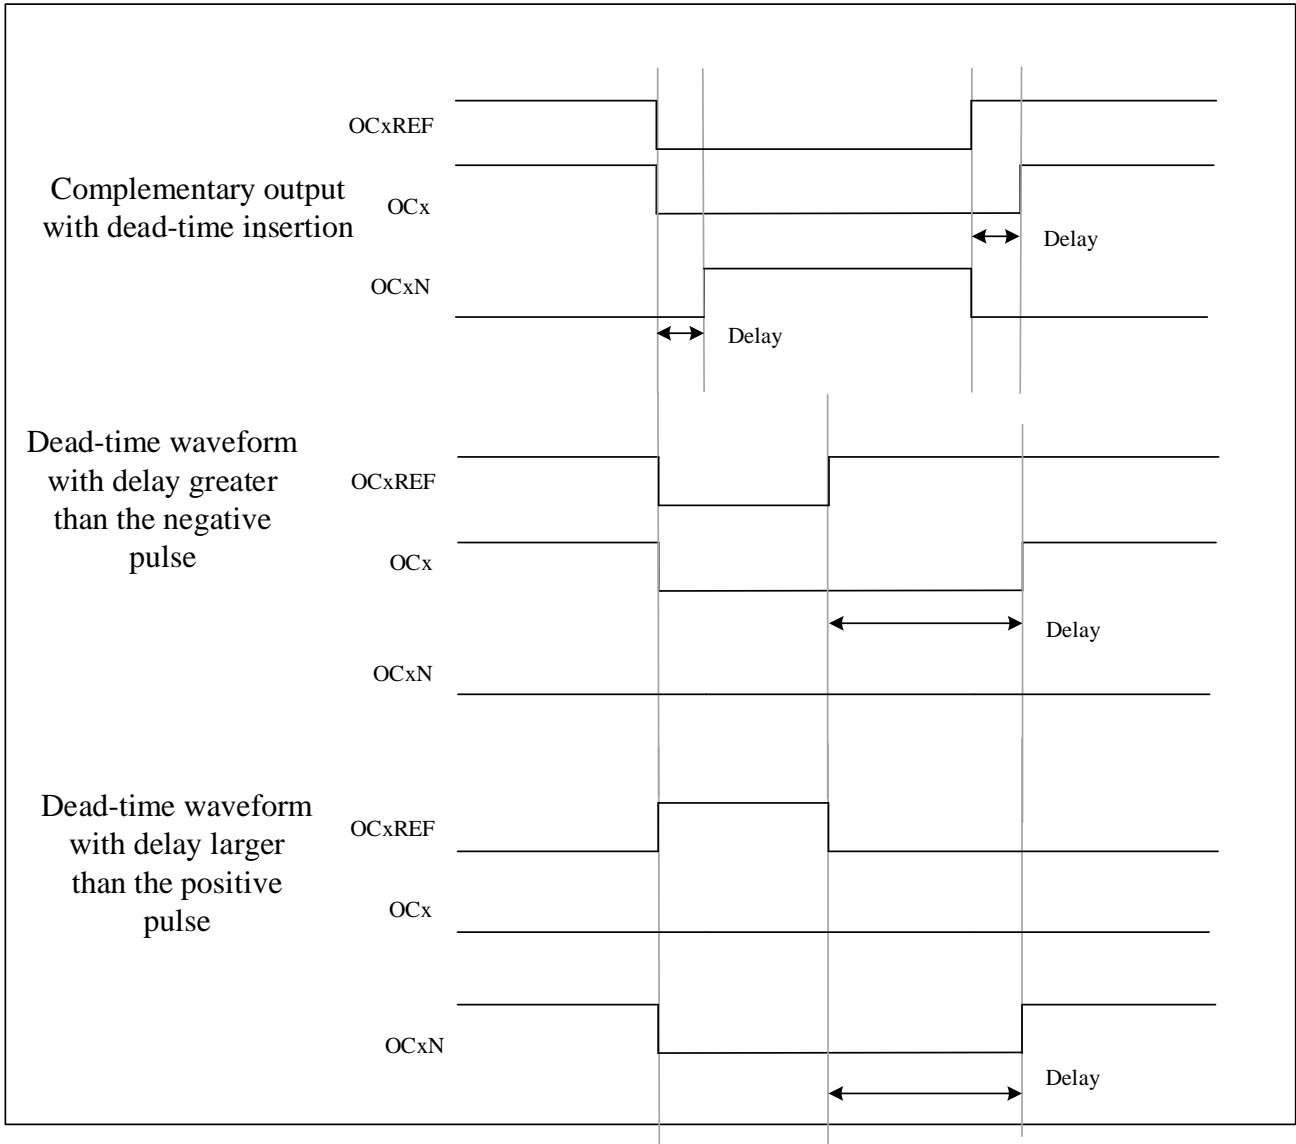 OCxREF
Complementary output
with dead-time insertion
OCx
Delay
OCxN
Delay
Dead-time waveform
with delay greater
than the negative
pulse
OCxREF
OCx
Delay
OCxN
Dead-time waveform
with delay larger
than the positive
pulse
OCxREF
OCx
OCxN
Delay